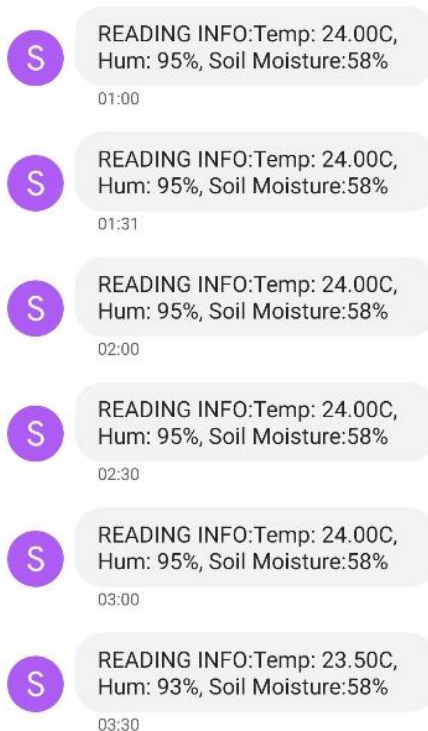 S
READING INFO:Temp: 24.00C,
Hum: 95%, Soil Moisture:58%
01:00
S
READING INFO:Temp: 24.00C,
Hum: 95%, Soil Moisture:58%
01:31
S
READING INFO:Temp: 24.00C,
Hum: 95%, Soil Moisture:58%
02:00
S
READING INFO:Temp: 24.00C,
Hum: 95%, Soil Moisture:58%
02:30
S
READING INFO:Temp: 24.00C,
Hum: 95%, Soil Moisture:58%
03:00
S
READING INFO:Temp: 23.50C,
Hum: 93%, Soil Moisture:58%
03:30